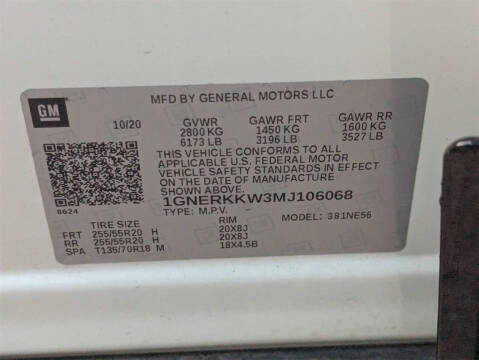 GM
MFD BY GENERAL MOTORS LLC
10/20 GVWR GAWR FRT GAWR RR
2800 KG 1450 KG 1600 KG
6173 LB 3196 LB 3527 LB
THIS VEHICLE CONFORMS TO ALL
APPLICABLE U.S. FEDERAL MOTOR
VEHICLE SAFETY STANDARDS IN EFFECT
ON THE DATE OF MANUFACTURE
SHOWN ABOVE.
1GNERKKW3MJ106068
8624 TYPE: M.P.V. MODEL: 381NE56
TIRE SIZE RIM
FRT 255/55R20 H 20X8J
RR 255/55R20 H 20X8J
SPA T135/70R18 M 18X4.5B